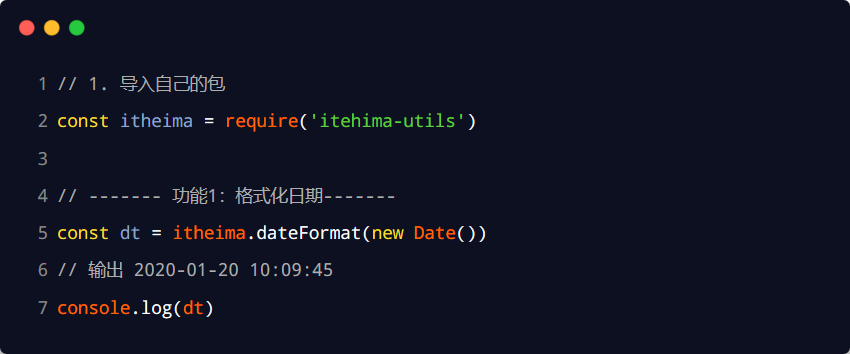 1 // 1. 导入自己的包
2 const itheima = require('itehima-utils')
3
4 // ------- 功能1：格式化日期-------
5 const dt = itheima.dateFormat(new Date())
6 // 输出 2020-01-20 10:09:45
7 console.log(dt)